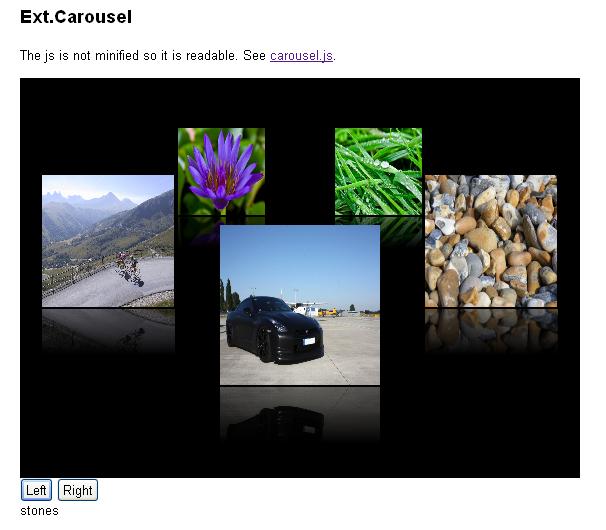 Ext.Carousel
The js is not minified so it is readable. See carousel.js.
Left Right
stones